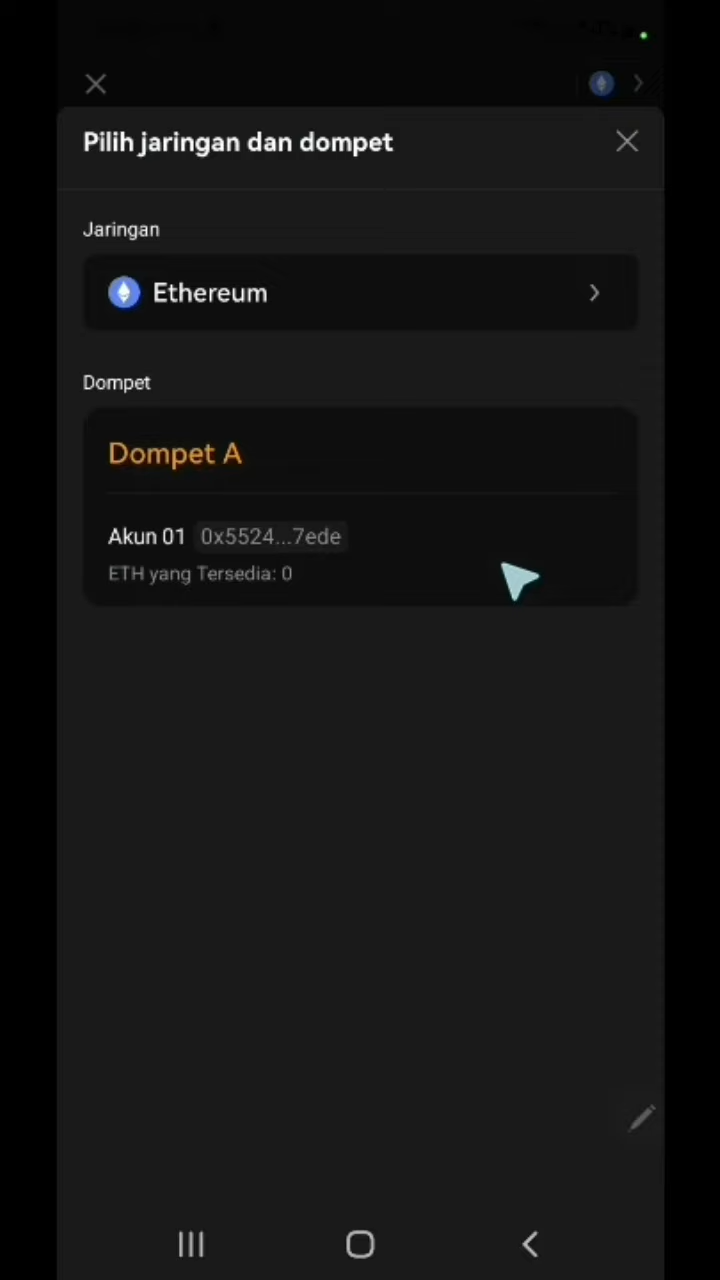 Pilih jaringan dan dompet
Jaringan
Ethereum
Dompet
Dompet A
Akun 01 0x5524...7ede
ETH yang Tersedia: 0